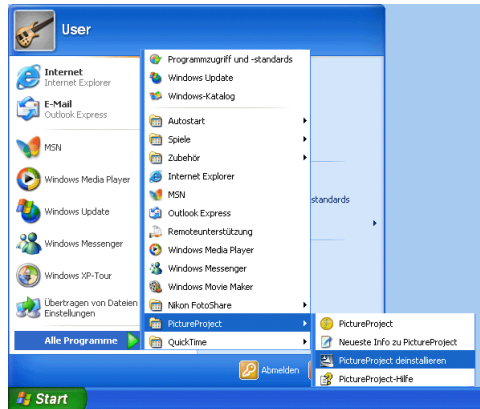 User
Internet
Internet Explorer
E-Mail
Outlook Express
MSN
Windows Media Player
Windows Update
Windows Messenger
Windows XP-Tour
Übertragen von Dateien
Einstellungen
Alle Programme
Programmzugriff und -standards
Windows Update
Windows-Katalog
Autostart
Spiele
Zubehör
Internet Explorer
MSN
Outlook Express
Remoteunterstützung
Windows Media Player
Windows Messenger
Windows Movie Maker
Nikon FotoShare
PictureProject
QuickTime
standards
PictureProject
Neueste Info zu PictureProject
PictureProject deinstallieren
PictureProject-Hilfe
Abmelden
Start